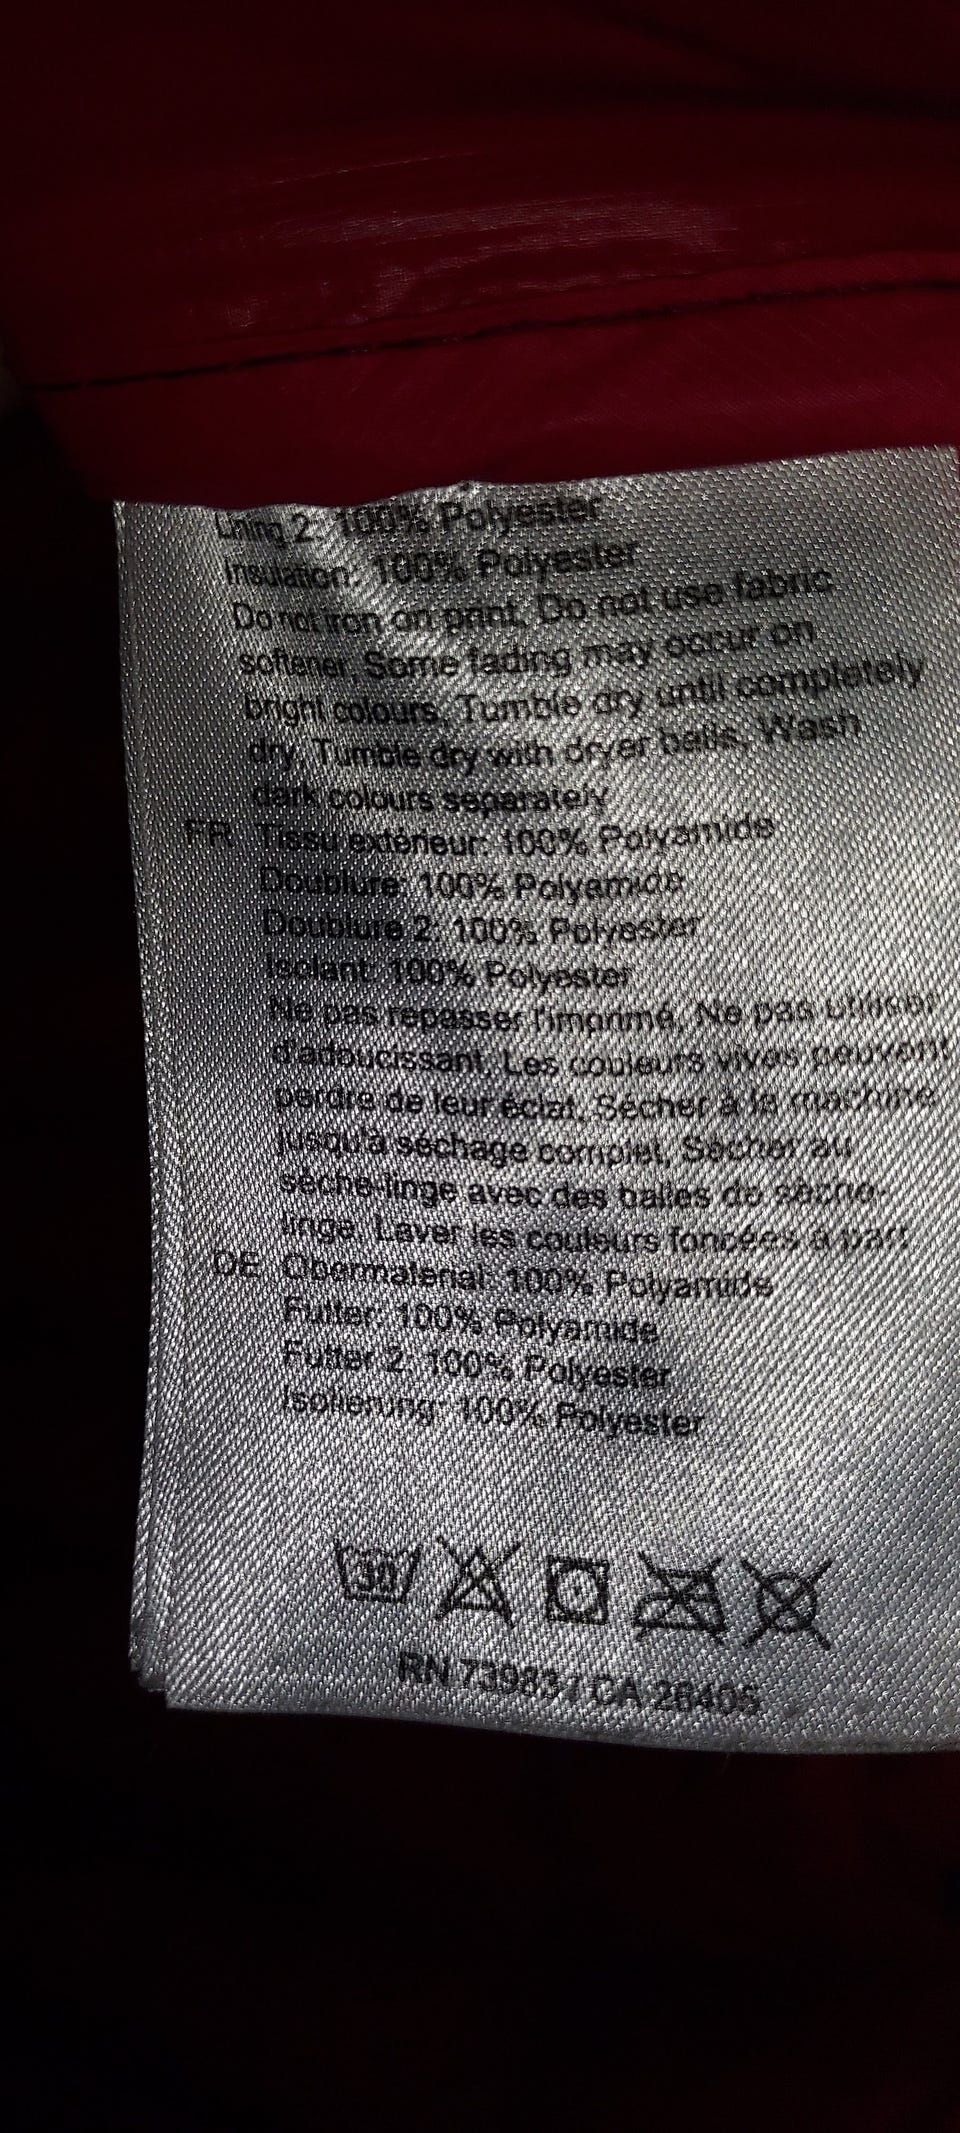 Lining 2: 100% Polyester
Insulation: 100% Polyester
Do not iron on print, Do not use fabric
softener, Some fading may occur on
bright colours, Tumble dry until completely
dry, Tumble dry with dryer balls, Wash
dark colours separately
FR Tissu extérieur: 100% Polyamide
Doublure: 100% Polyamide
Doublure 2: 100% Polyester
Isolant: 100% Polyester
Ne pas repasser l'imprimé, Ne pas utiliser
d'adoucissant, Les couleurs vives peuvent
perdre de leur éclat, Sécher à la machine
jusqu'à séchage complet, Sécher au
sèche-linge avec des balles de sèche-
linge, Laver les couleurs foncées à part
DE Obermaterial: 100% Polyamide
Futter: 100% Polyamide
Futter 2: 100% Polyester
Isolierung: 100% Polyester
30
RN 73983 / CA 26405